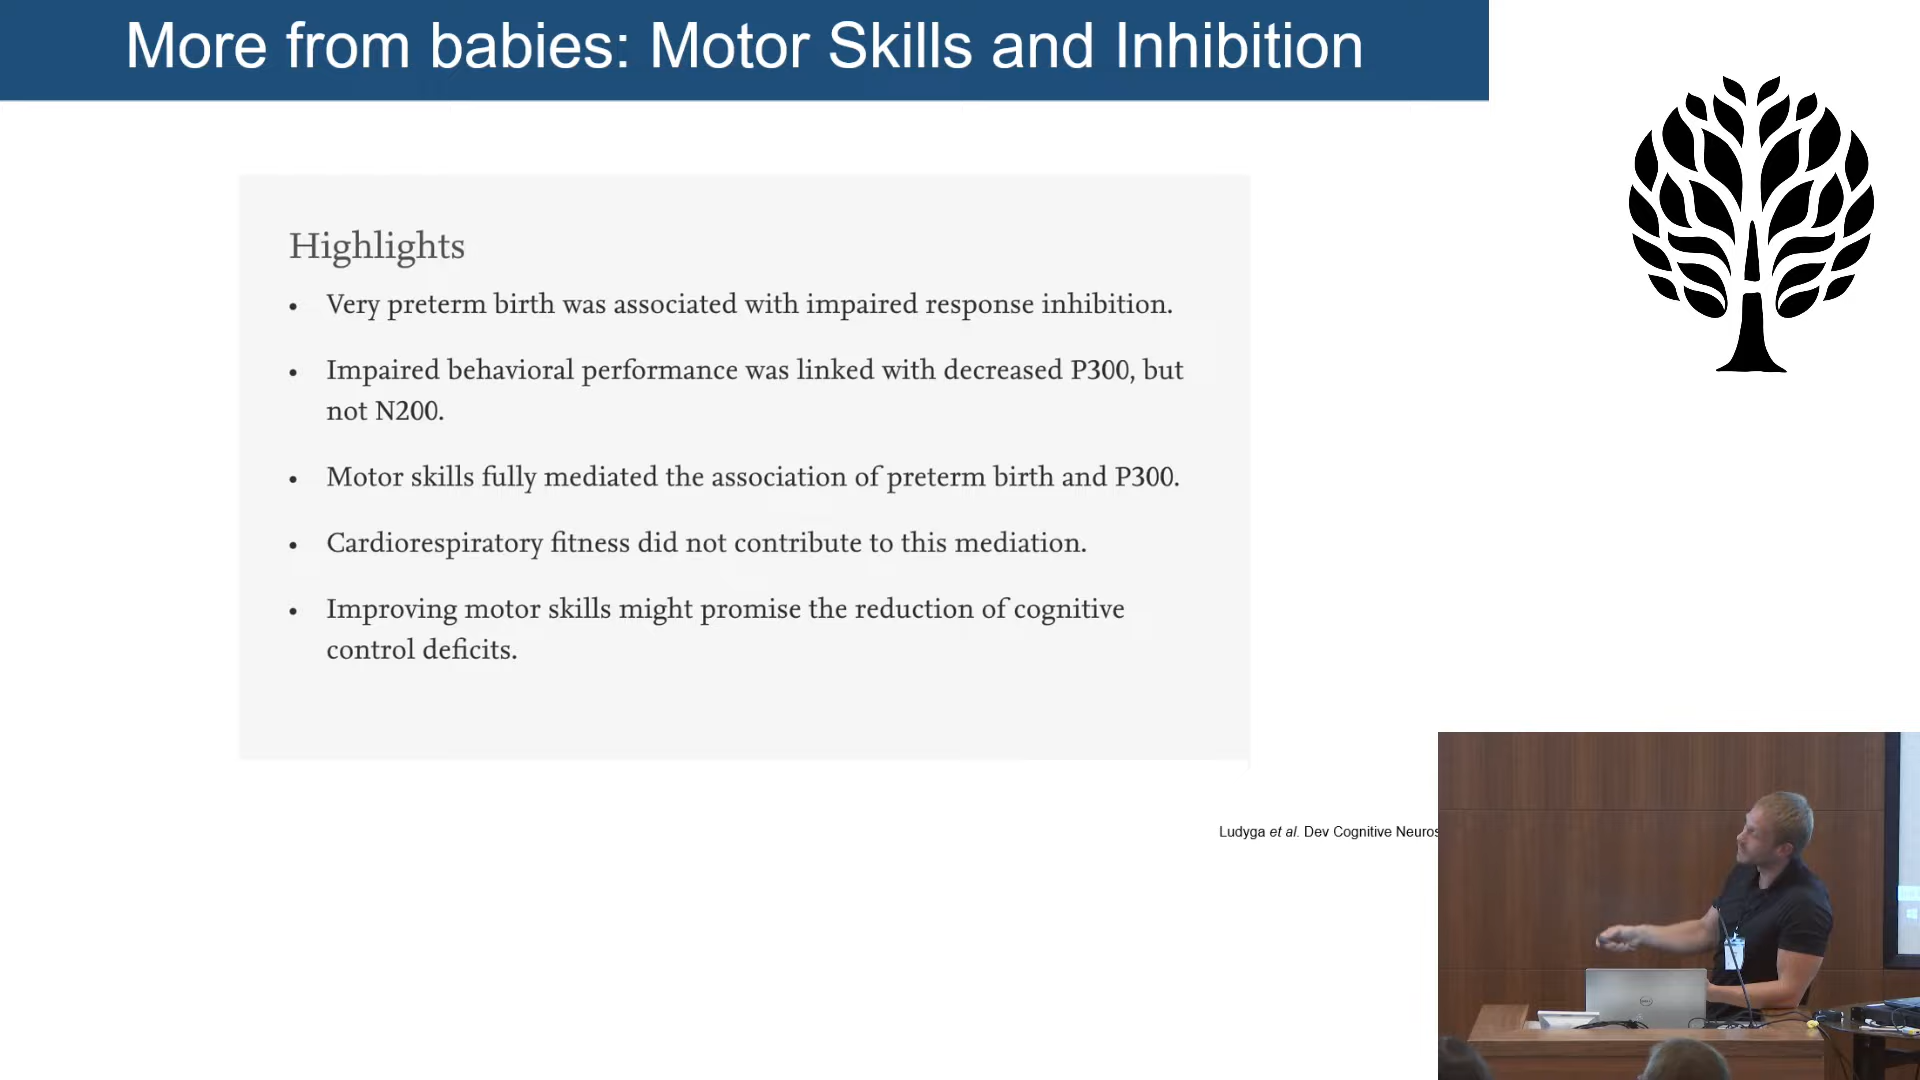 More from babies: Motor Skills and Inhibition
Highlights
• Very preterm birth was associated with impaired response inhibition.
• Impaired behavioral performance was linked with decreased P300, but
not N200.
• Motor skills fully mediated the association of preterm birth and P300.
• Cardiorespiratory fitness did not contribute to this mediation.
• Improving motor skills might promise the reduction of cognitive
control deficits.
Ludyga et al. Dev Cognitive Neuros